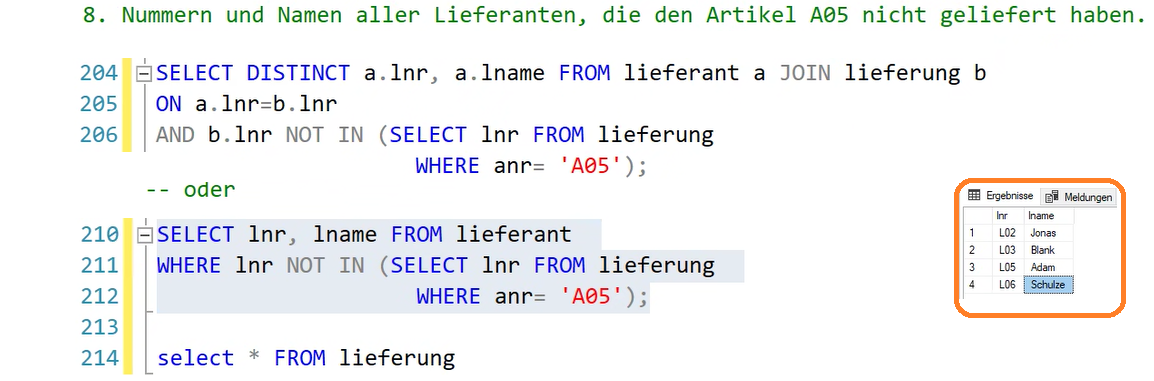 8. Nummern und Namen aller Lieferanten, die den Artikel A05 nicht geliefert haben.
204 SELECT DISTINCT a.lnr, a.lname FROM lieferant a JOIN lieferung b
205 ON a.lnr=b.lnr
206 AND b.lnr NOT IN (SELECT lnr FROM lieferung
WHERE anr= 'A05');
-- oder
210 SELECT lnr, lname FROM lieferant
211 WHERE lnr NOT IN (SELECT lnr FROM lieferung
212 WHERE anr= 'A05');
213
214 select * FROM lieferung
Ergebnisse Meldungen
lnr lname
1 L02 Jonas
2 L03 Blank
3 L05 Adam
4 L06 Schulze